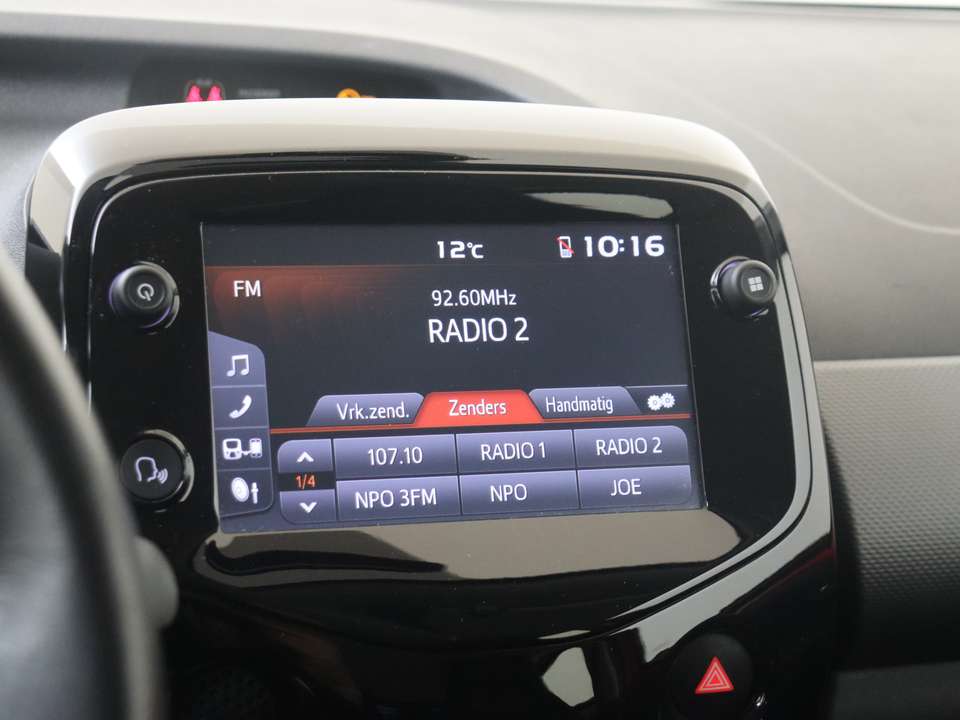 12°C 10:16
FM
92.60MHz
RADIO 2
Vrk.zend. Zenders Handmatig
1/4
107.10 RADIO 1 RADIO 2
NPO 3FM NPO JOE